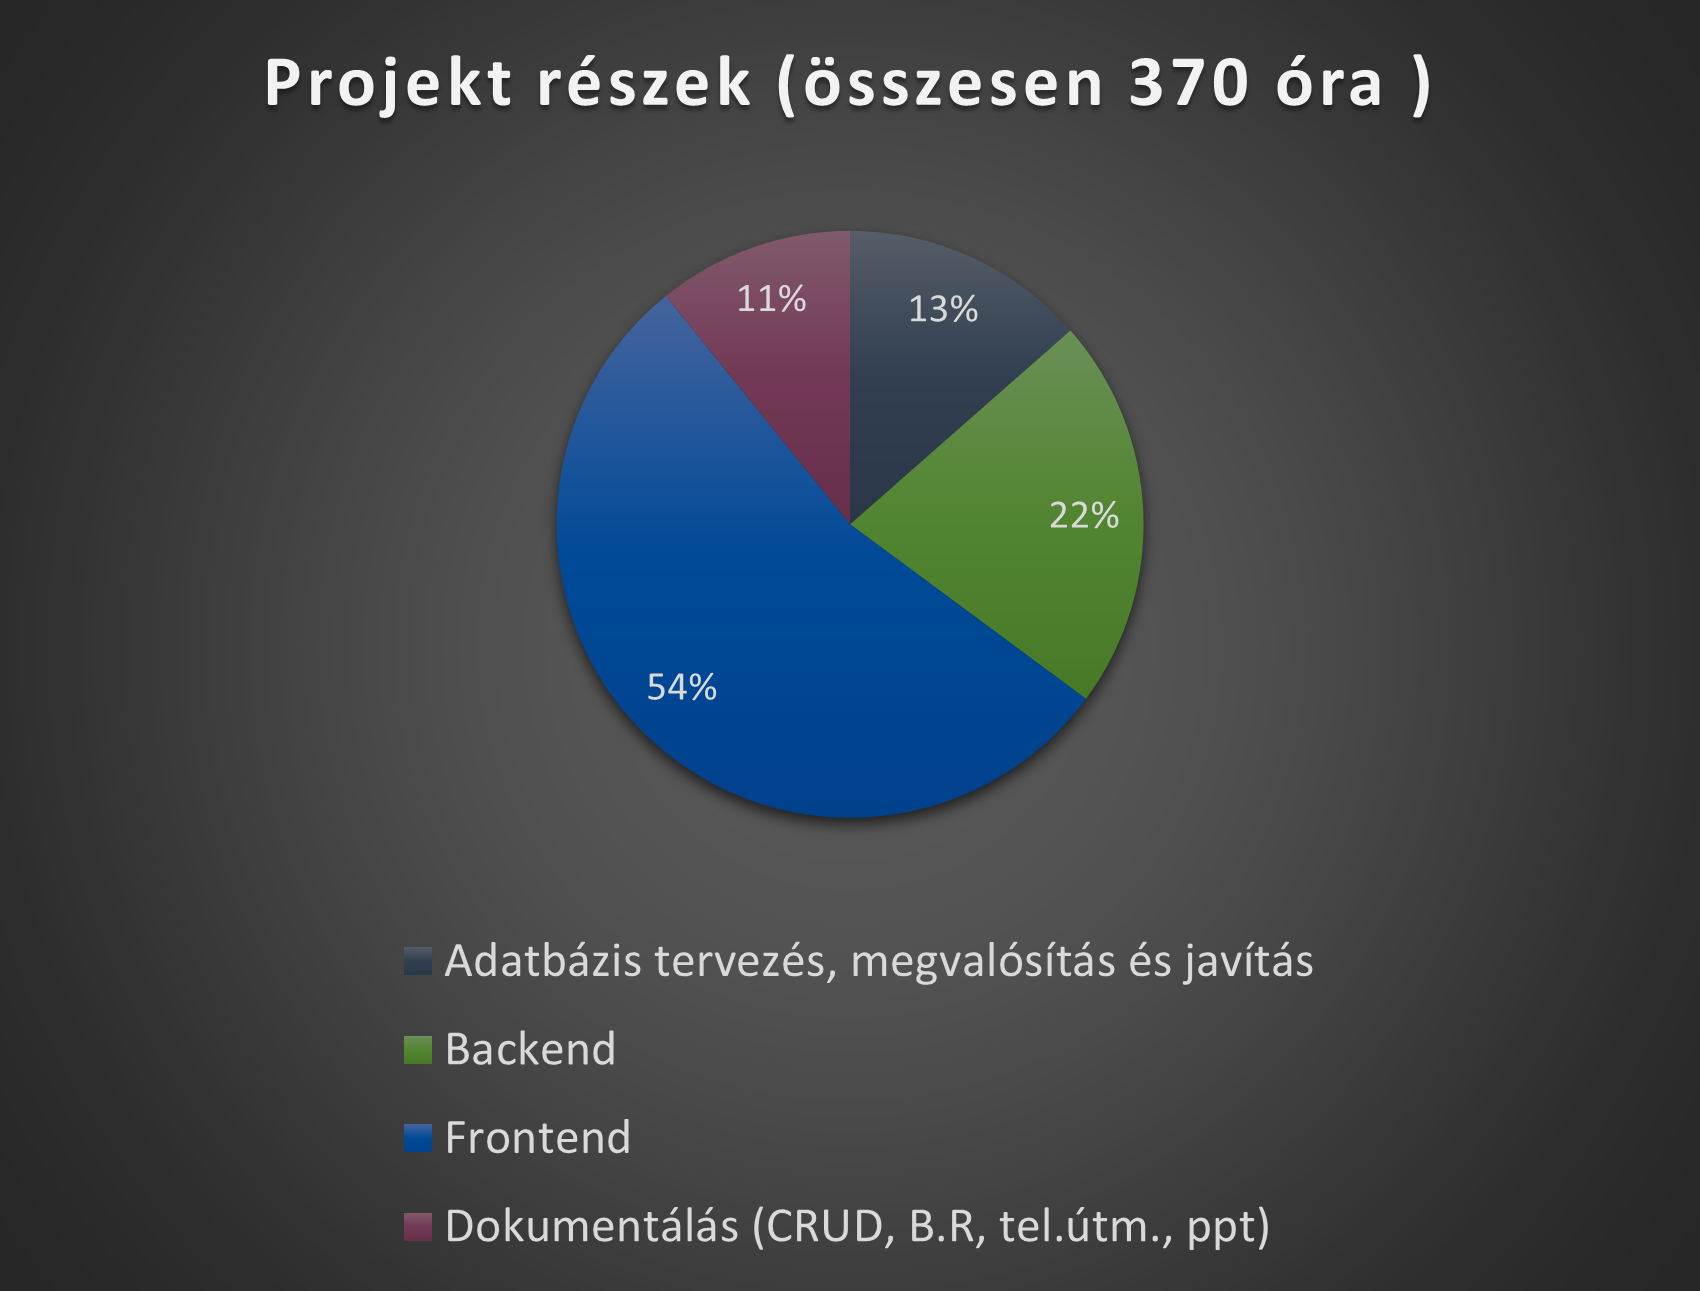 Projekt részek (összesen 370 óra )
11%
13%
22%
54%
Adatbázis tervezés, megvalósítás és javítás
Backend
Frontend
Dokumentálás (CRUD, B.R, tel.útm., ppt)